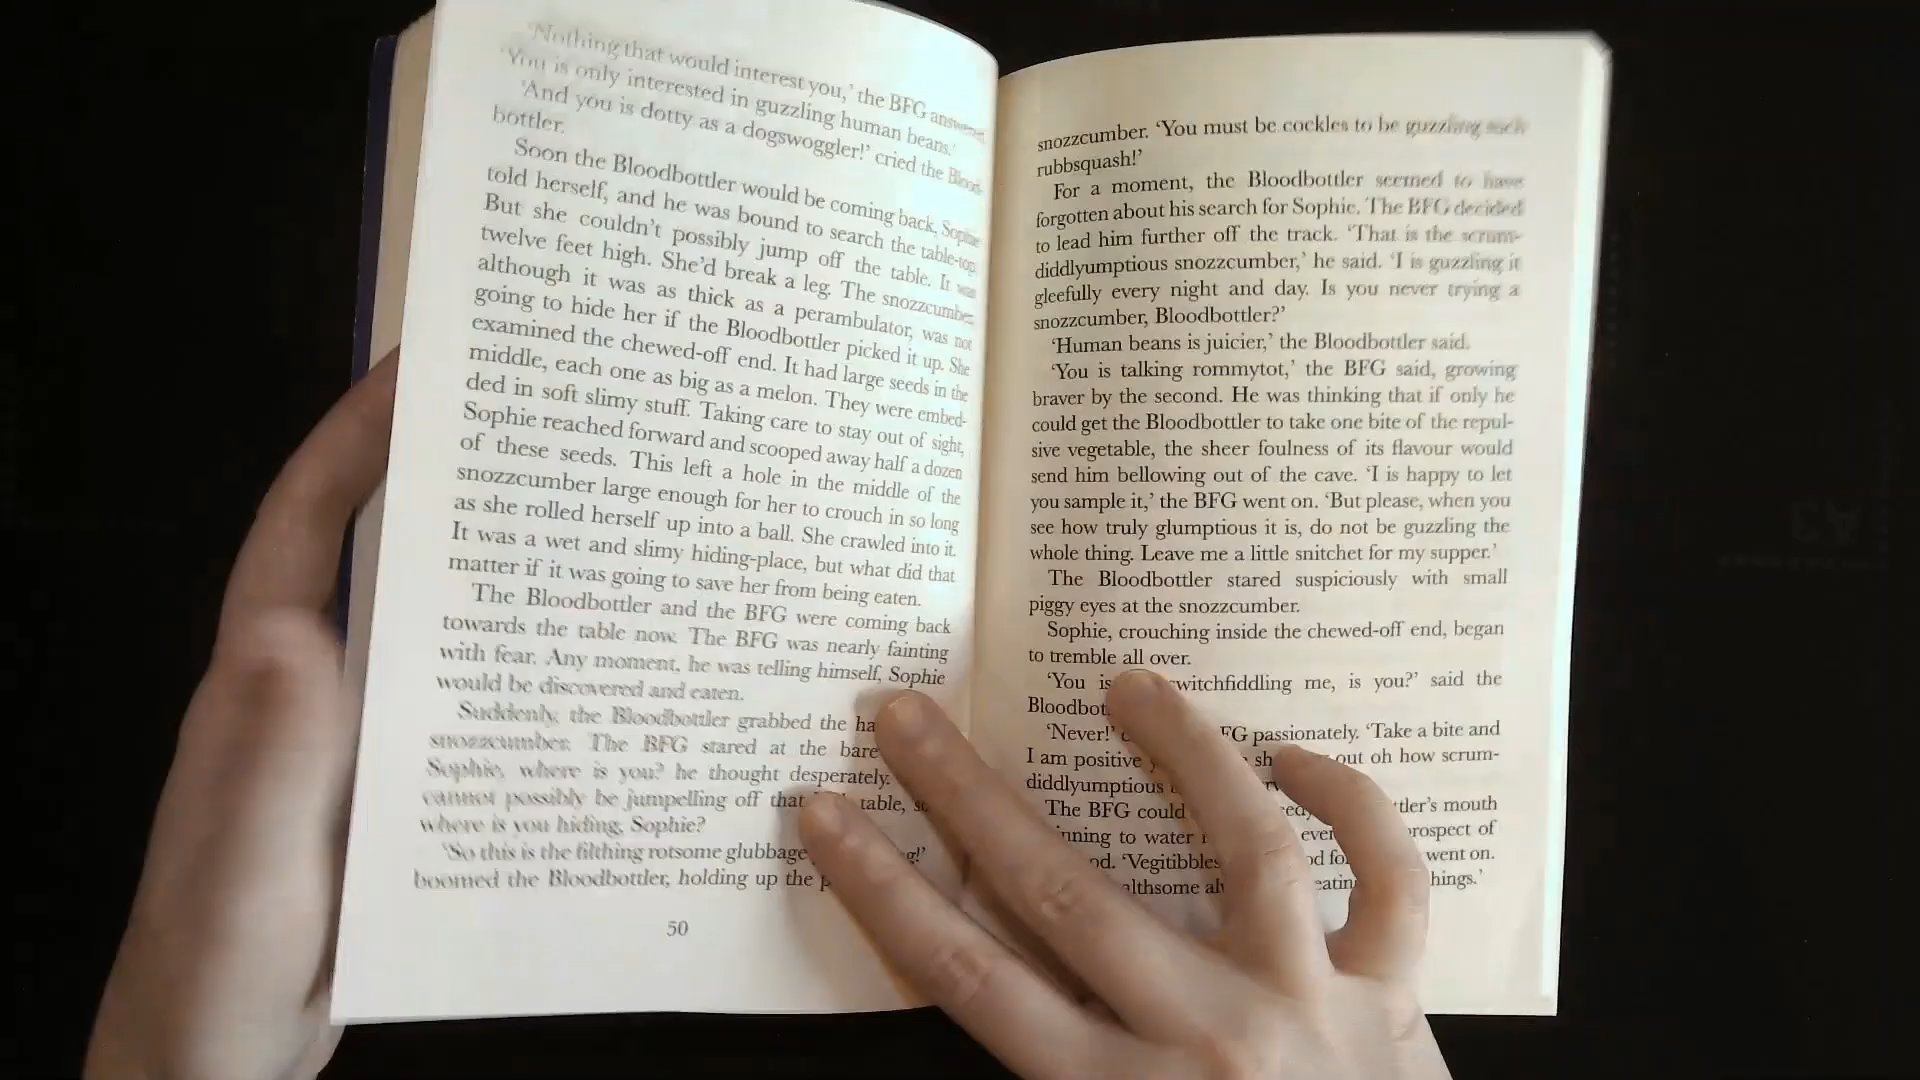 'Nothing that would interest you,' the BFG answered.
'You is only interested in guzzling human beans.'
'And you is dotty as a dogswoggler!' cried the Blood-
bottler.
Soon the Bloodbottler would be coming back, Sophie
told herself, and he was bound to search the table-top.
But she couldn't possibly jump off the table. It was
twelve feet high. She'd break a leg. The snozzcumber,
although it was as thick as a perambulator, was not
going to hide her if the Bloodbottler picked it up. She
examined the chewed-off end. It had large seeds in the
middle, each one as big as a melon. They were embed-
ded in soft slimy stuff. Taking care to stay out of sight,
Sophie reached forward and scooped away half a dozen
of these seeds. This left a hole in the middle of the
snozzcumber large enough for her to crouch in so long
as she rolled herself up into a ball. She crawled into it.
It was a wet and slimy hiding-place, but what did that
matter if it was going to save her from being eaten.
The Bloodbottler and the BFG were coming back
towards the table now. The BFG was nearly fainting
with fear. Any moment, he was telling himself, Sophie
would be discovered and eaten.
Suddenly, the Bloodbottler grabbed the
snozzcumber. The BFG stared at the bare
Sophie, where is you? he thought desperately.
cannot possibly be jumpelling off that table,
where is you hiding, Sophie?
'So this is the filthing rotsome glubbage
boomed the Bloodbottler, holding up the
50
snozzcumber. 'You must be cockles to be guzzling such
rubbsquash!'
For a moment, the Bloodbottler seemed to have
forgotten about his search for Sophie. The BFG decided
to lead him further off the track. 'That is the scrum-
diddlyumptious snozzcumber,' he said. 'I is guzzling it
gleefully every night and day. Is you never trying a
snozzcumber, Bloodbottler?'
'Human beans is juicier,' the Bloodbottler said.
'You is talking rommytot,' the BFG said, growing
braver by the second. He was thinking that if only he
could get the Bloodbottler to take one bite of the repul-
sive vegetable, the sheer foulness of its flavour would
send him bellowing out of the cave. 'I is happy to let
you sample it,' the BFG went on. 'But please, when you
see how truly glumptious it is, do not be guzzling the
whole thing. Leave me a little snitchet for my supper.'
The Bloodbottler stared suspiciously with small
piggy eyes at the snozzcumber.
Sophie, crouching inside the chewed-off end, began
to tremble all over.
'You is switchfiddling me, is you?' said the
'Never!' passionately. 'Take a bite and
I am positive out oh how scrum-
diddlyumptious
The BFG could mouth
to water prospect of
'Vegitibbles went on.